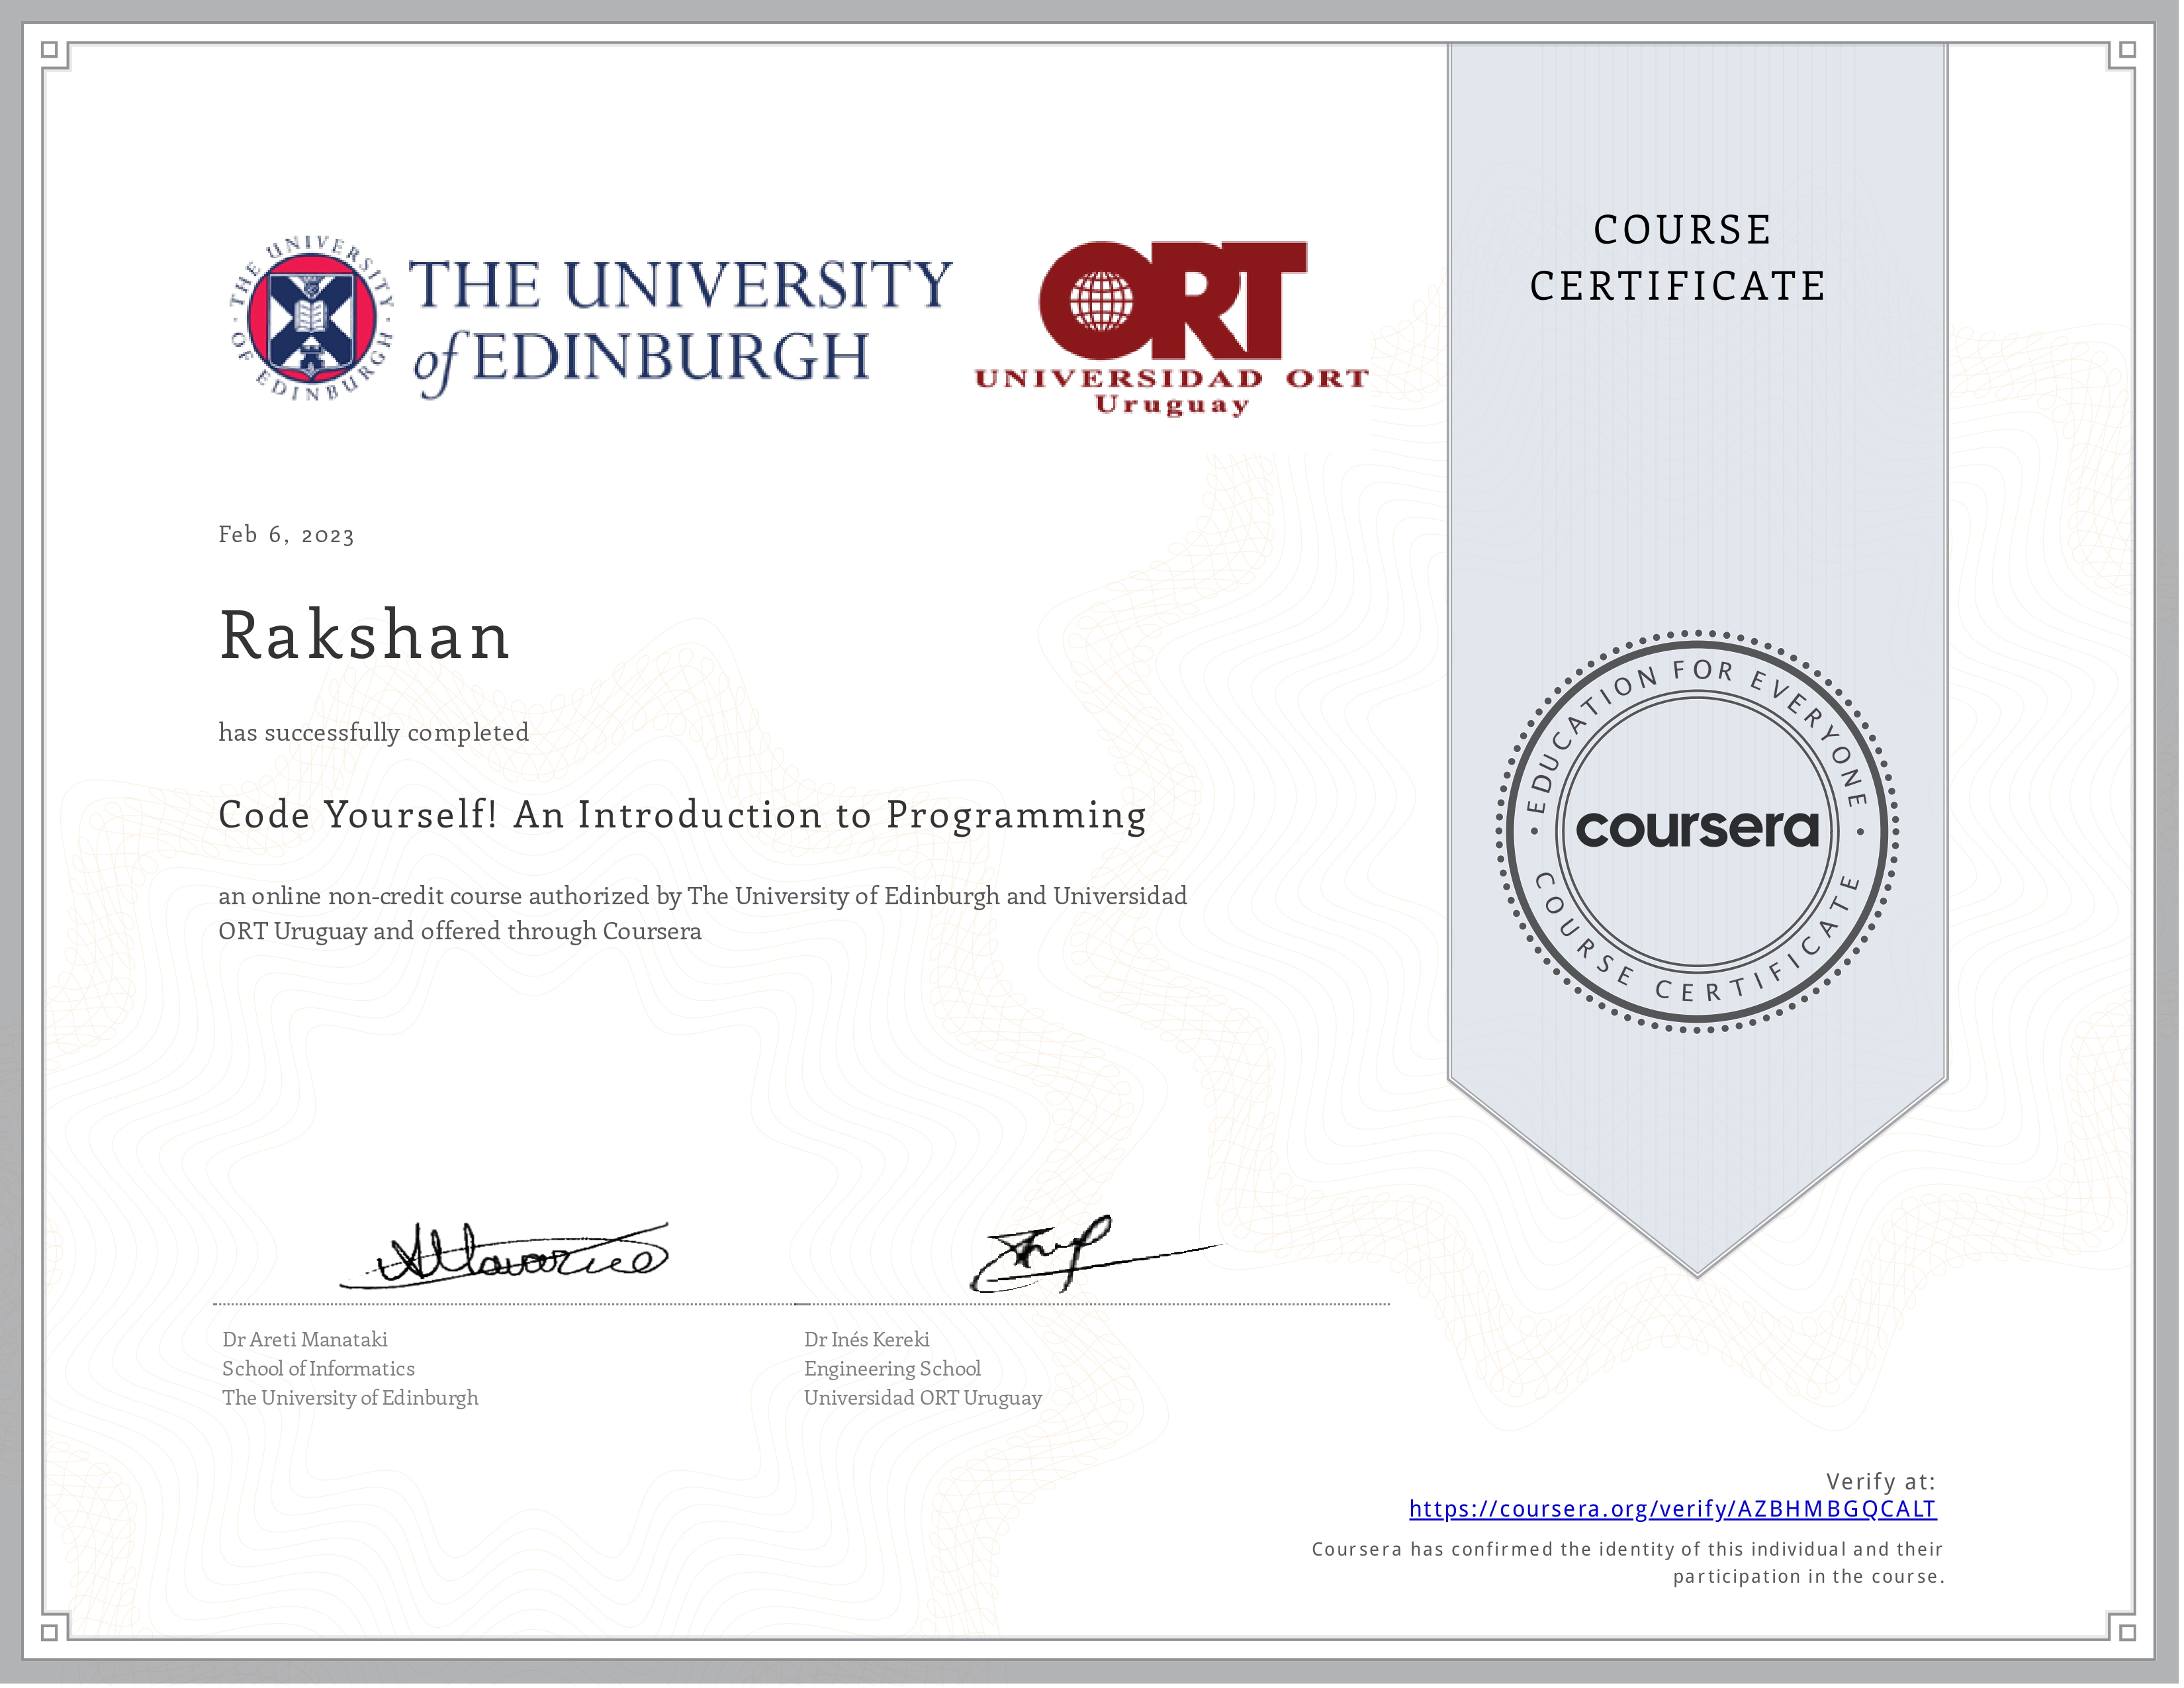 THE UNIVERSITY OF EDINBURGH
THE UNIVERSITY
of EDINBURGH
ORT
UNIVERSIDAD ORT
Uruguay
COURSE
CERTIFICATE
Feb 6, 2023
Rakshan
has successfully completed
Code Yourself! An Introduction to Programming
an online non-credit course authorized by The University of Edinburgh and Universidad
ORT Uruguay and offered through Coursera
EDUCATION FOR EVERYONE
coursera
COURSE CERTIFICATE
Dr Areti Manataki
School of Informatics
The University of Edinburgh
Dr Inés Kereki
Engineering School
Universidad ORT Uruguay
Verify at:
https://coursera.org/verify/AZBHMBGQCALT
Coursera has confirmed the identity of this individual and their
participation in the course.